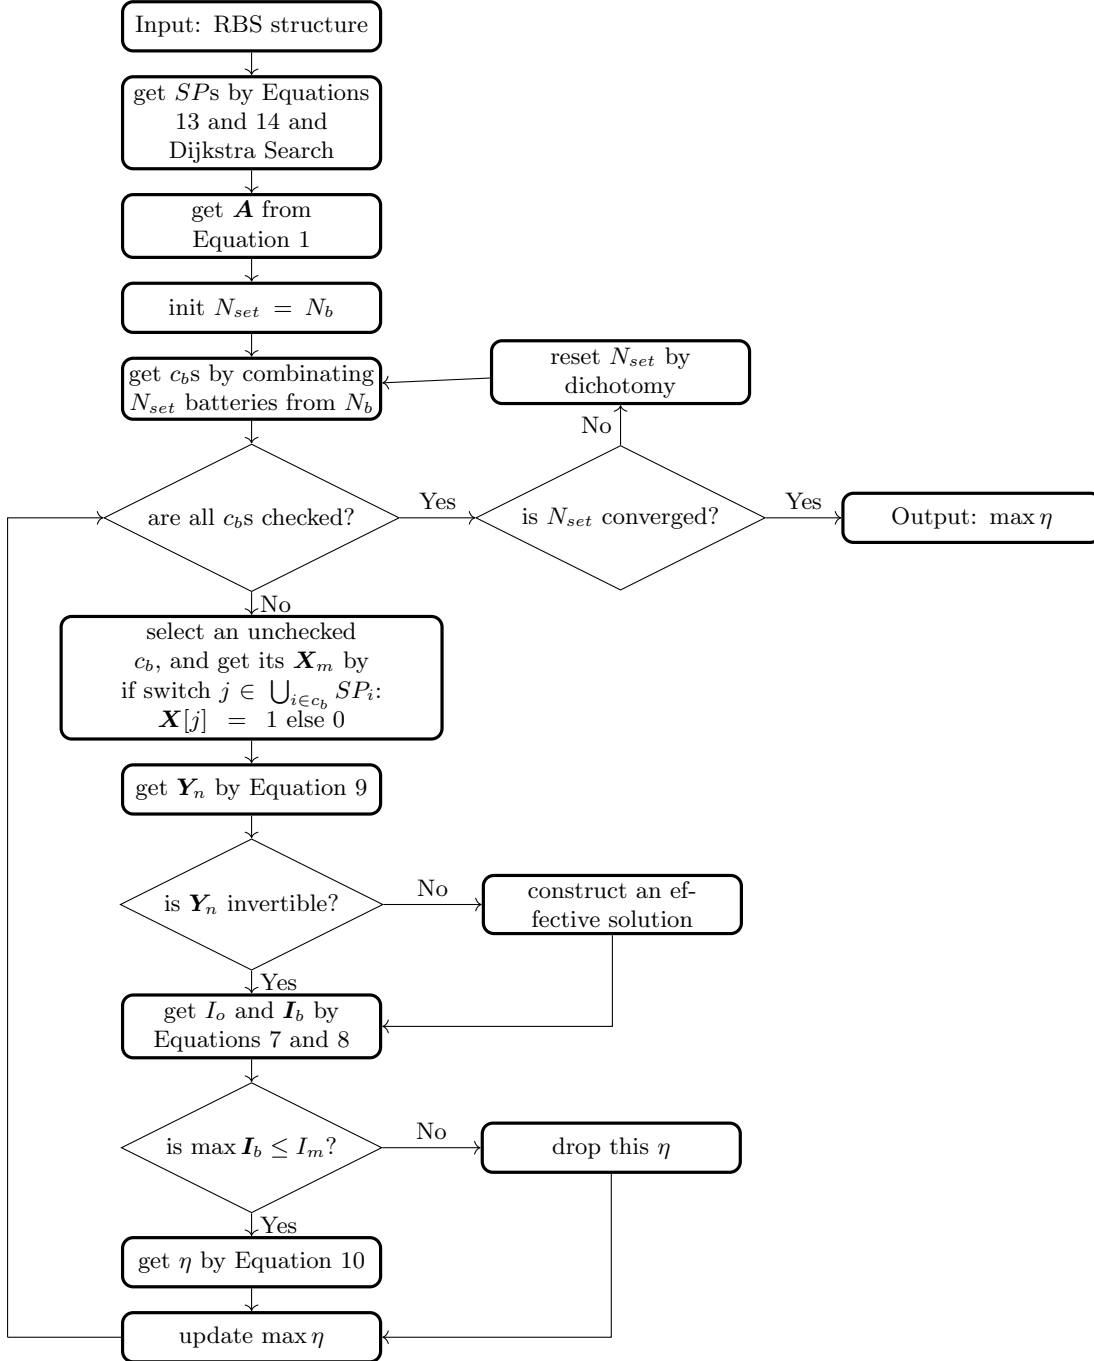 Input: RBS structure
get SPs by Equations
13 and 14 and
Dijkstra Search
get A from
Equation 1
init N_set = N_b
get c_bs by combinating
N_set batteries from N_b
reset N_set by
dichotomy
No
are all c_bs checked?
Yes
is N_set converged?
Yes
Output: max η
No
select an unchecked
c_b, and get its X_m by
if switch j ∈ ⋃_{i∈c_b} SP_i:
X[j] = 1 else 0
get Y_n by Equation 9
is Y_n invertible?
No
construct an ef-
fective solution
Yes
get I_o and I_b by
Equations 7 and 8
is max I_b ≤ I_m?
No
drop this η
Yes
get η by Equation 10
update max η